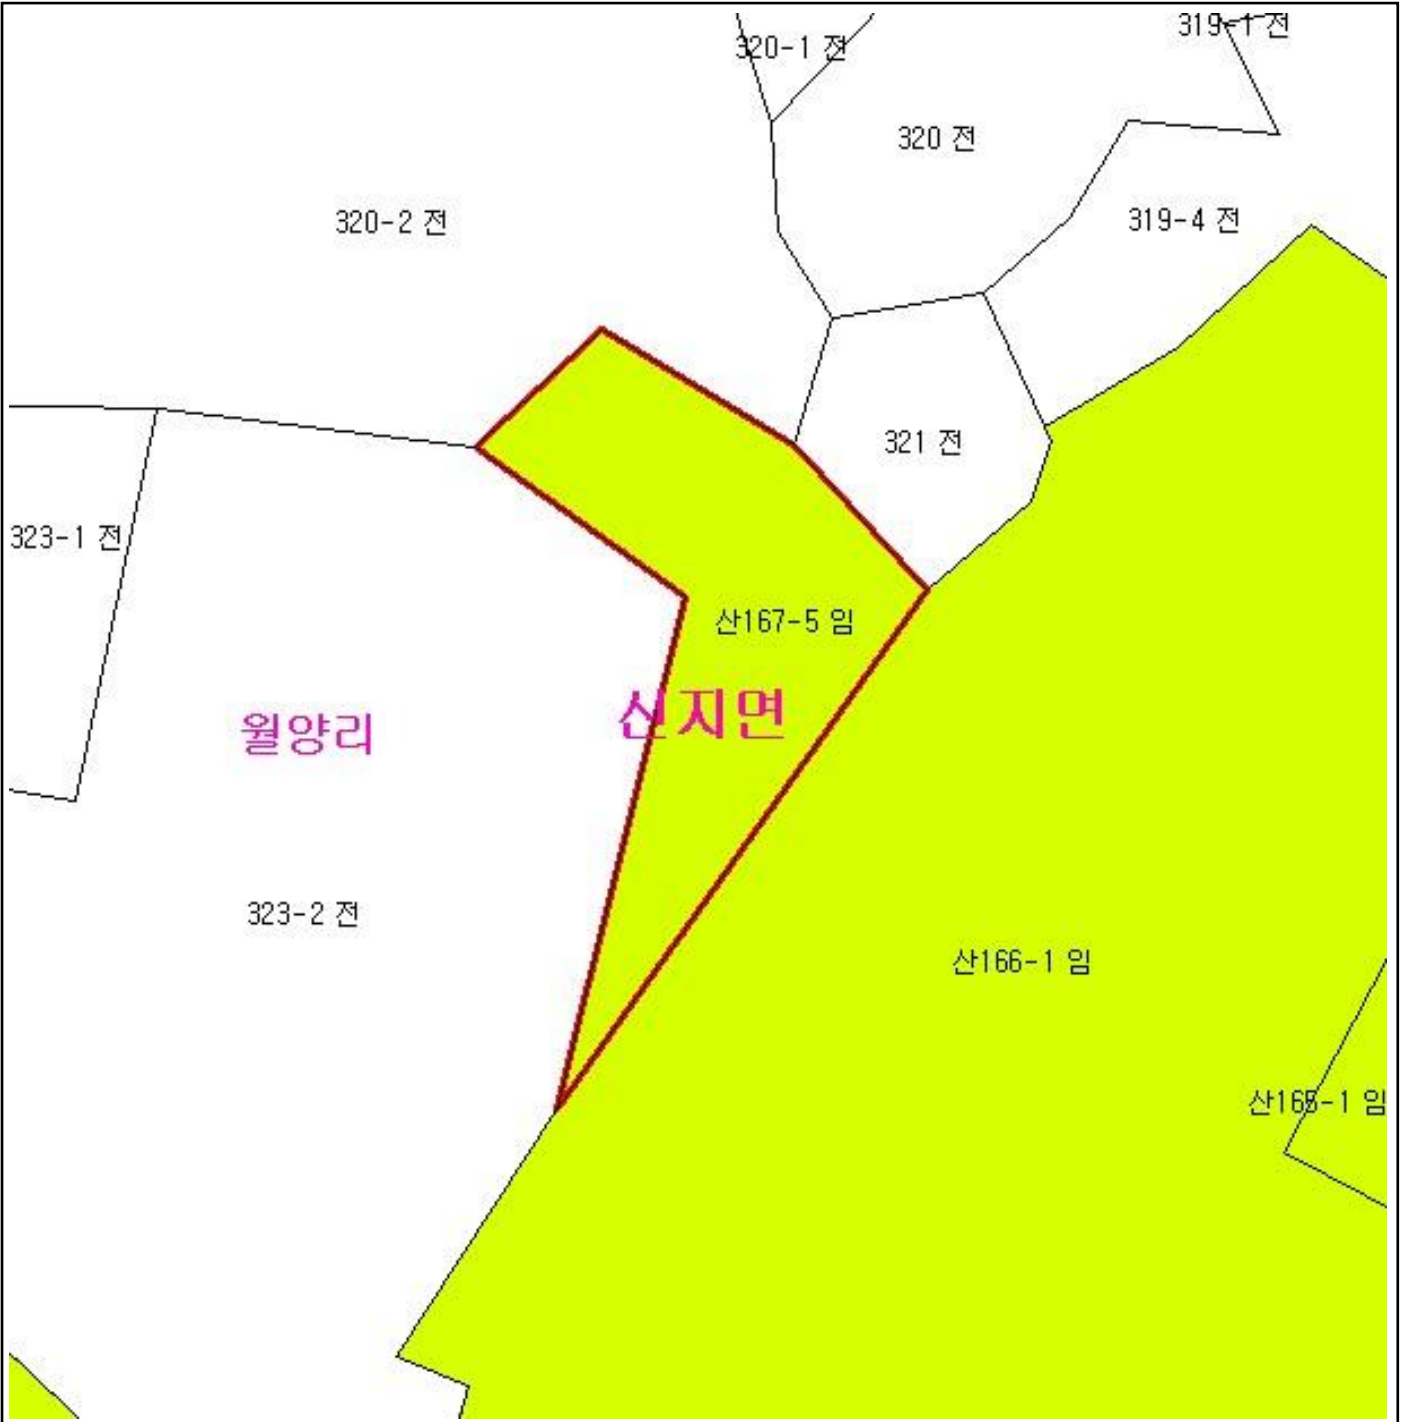 319-1 전
320-1 전
320 전
320-2 전
319-4 전
321 전
323-1 전
산167-5 임
신지면
월양리
323-2 전
산166-1 임
산165-1 임